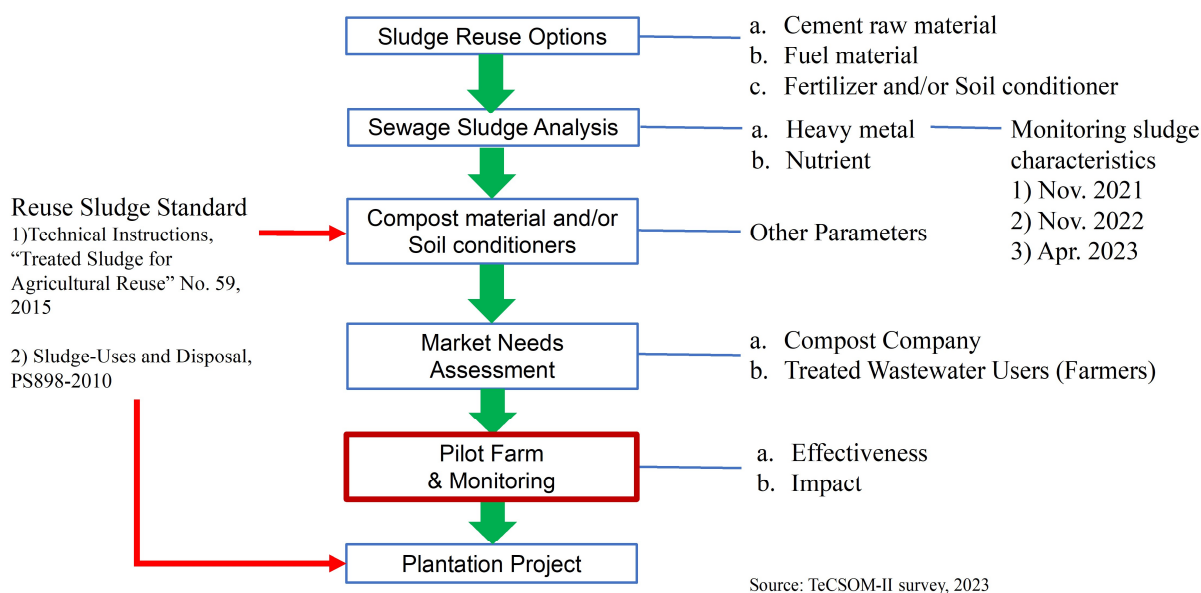 Sludge Reuse Options
a. Cement raw material
b. Fuel material
c. Fertilizer and/or Soil conditioner
Sewage Sludge Analysis
a. Heavy metal
b. Nutrient
Monitoring sludge
characteristics
1) Nov. 2021
2) Nov. 2022
3) Apr. 2023
Reuse Sludge Standard
1)Technical Instructions,
“Treated Sludge for
Agricultural Reuse” No. 59,
2015
2) Sludge-Uses and Disposal,
PS898-2010
Compost material and/or
Soil conditioners
Other Parameters
Market Needs
Assessment
a. Compost Company
b. Treated Wastewater Users (Farmers)
Pilot Farm
& Monitoring
a. Effectiveness
b. Impact
Plantation Project
Source: TeCSOM-II survey, 2023